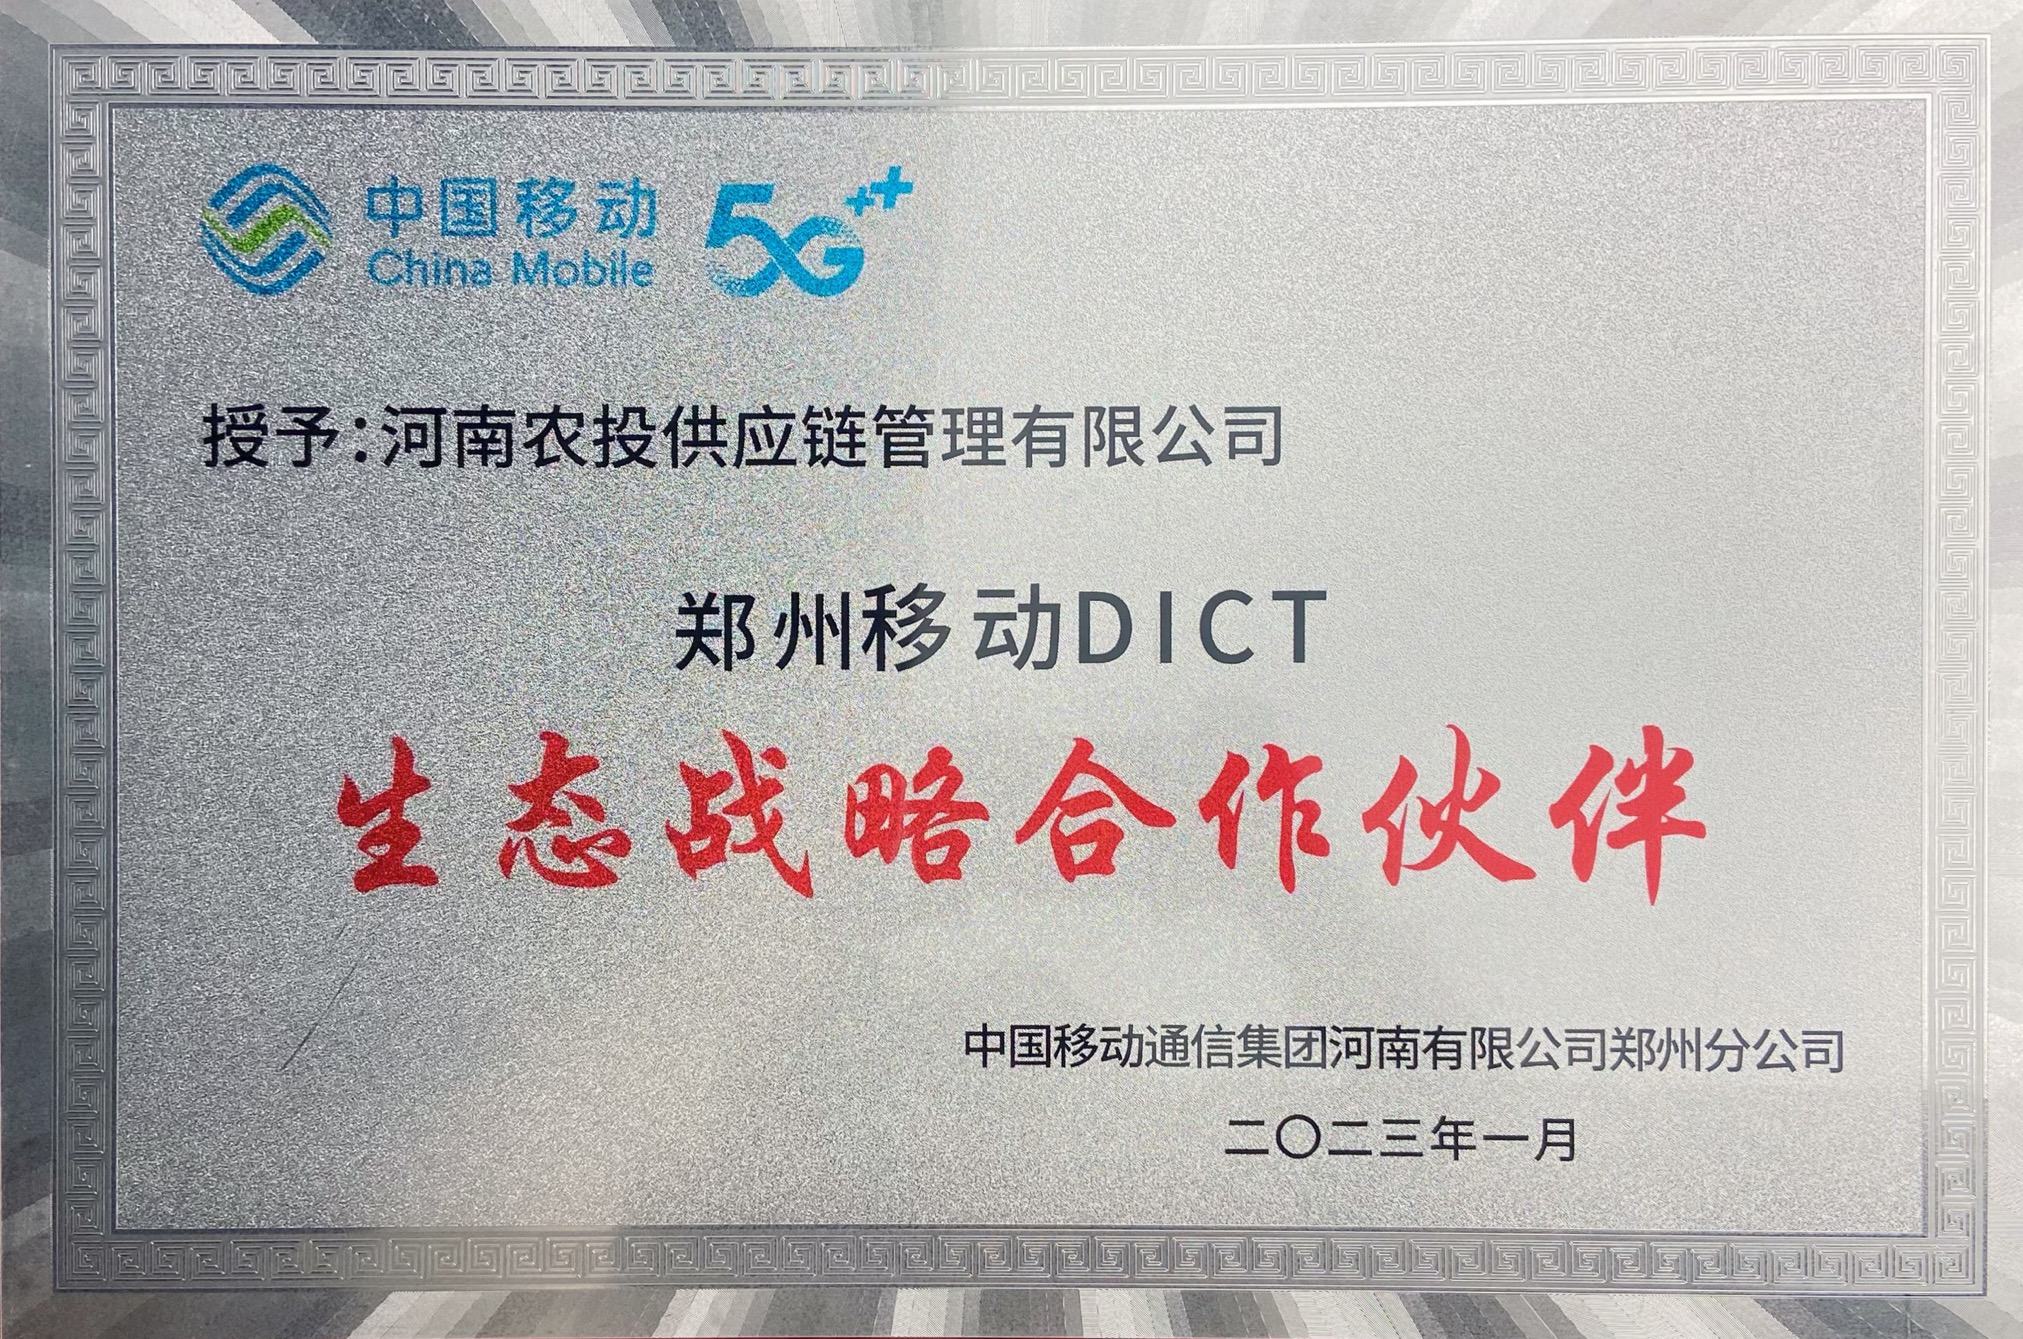 中国移动 5G++
China Mobile
授予:河南农投供应链管理有限公司
郑州移动DICT
生态战略合作伙伴
中国移动通信集团河南有限公司郑州分公司
二〇二三年一月